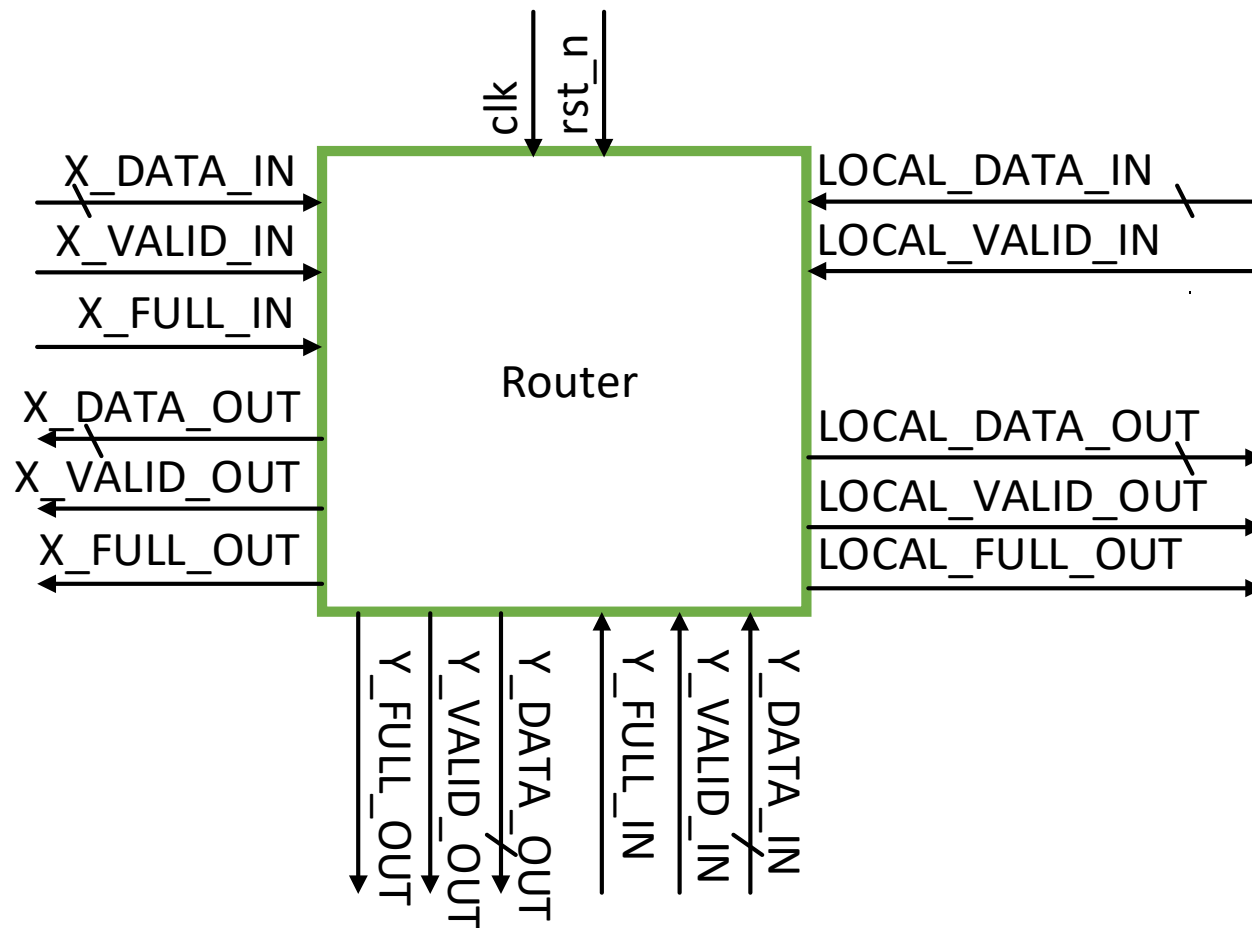 clk
rst_n
X_DATA_IN
X_VALID_IN
X_FULL_IN
X_DATA_OUT
X_VALID_OUT
X_FULL_OUT
Router
LOCAL_DATA_IN
LOCAL_VALID_IN
LOCAL_DATA_OUT
LOCAL_VALID_OUT
LOCAL_FULL_OUT
Y_FULL_OUT
Y_VALID_OUT
Y_DATA_OUT
Y_FULL_IN
Y_VALID_IN
Y_DATA_IN